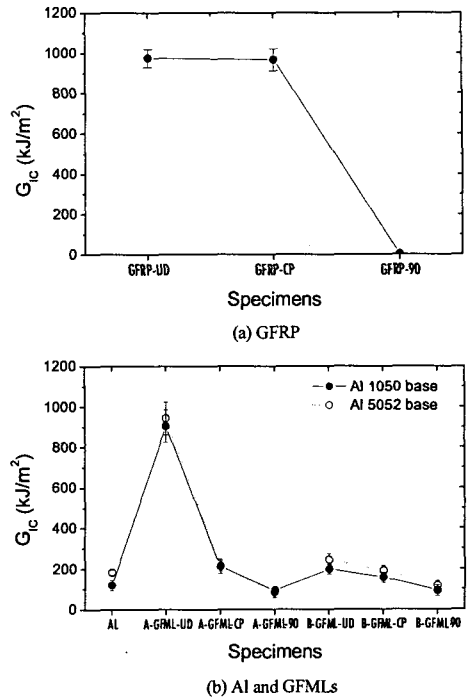 1200
1000
800
600
400
200
0
G_IC (kJ/m²)
GFRP-UD GFRP-CP GFRP-90
Specimens
(a) GFRP
1200
1000
800
600
400
200
0
G_IC (kJ/m²)
Al 1050 base
Al 5052 base
AL A-GFML-UD A-GFML-CP A-GFML-90 B-GFML-UD B-GFML-CP B-GFML-90
Specimens
(b) Al and GFMLs